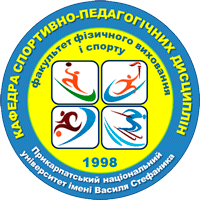 КАФЕДРА СПОРТИВНО-ПЕДАГОГІЧНИХ ДИСЦИПЛІН
факультет фізичного виховання
і спорту
1998
Прикарпатський національний
університет імені Василя Стефаника